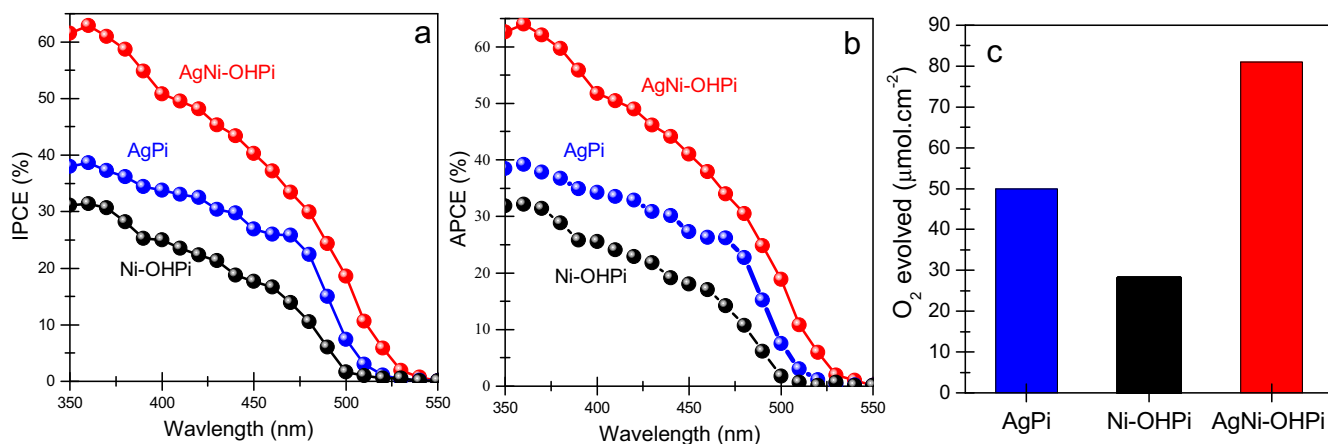 a
IPCE (%)
60
50
40
30
20
10
0
350
400
450
500
550
Wavelength (nm)
AgNi-OHPi
AgPi
Ni-OHPi
b
APCE (%)
60
50
40
30
20
10
0
350
400
450
500
550
Wavelength (nm)
AgNi-OHPi
AgPi
Ni-OHPi
c
O₂ evolved (μmol.cm⁻²)
90
80
70
60
50
40
30
20
10
0
AgPi
Ni-OHPi
AgNi-OHPi